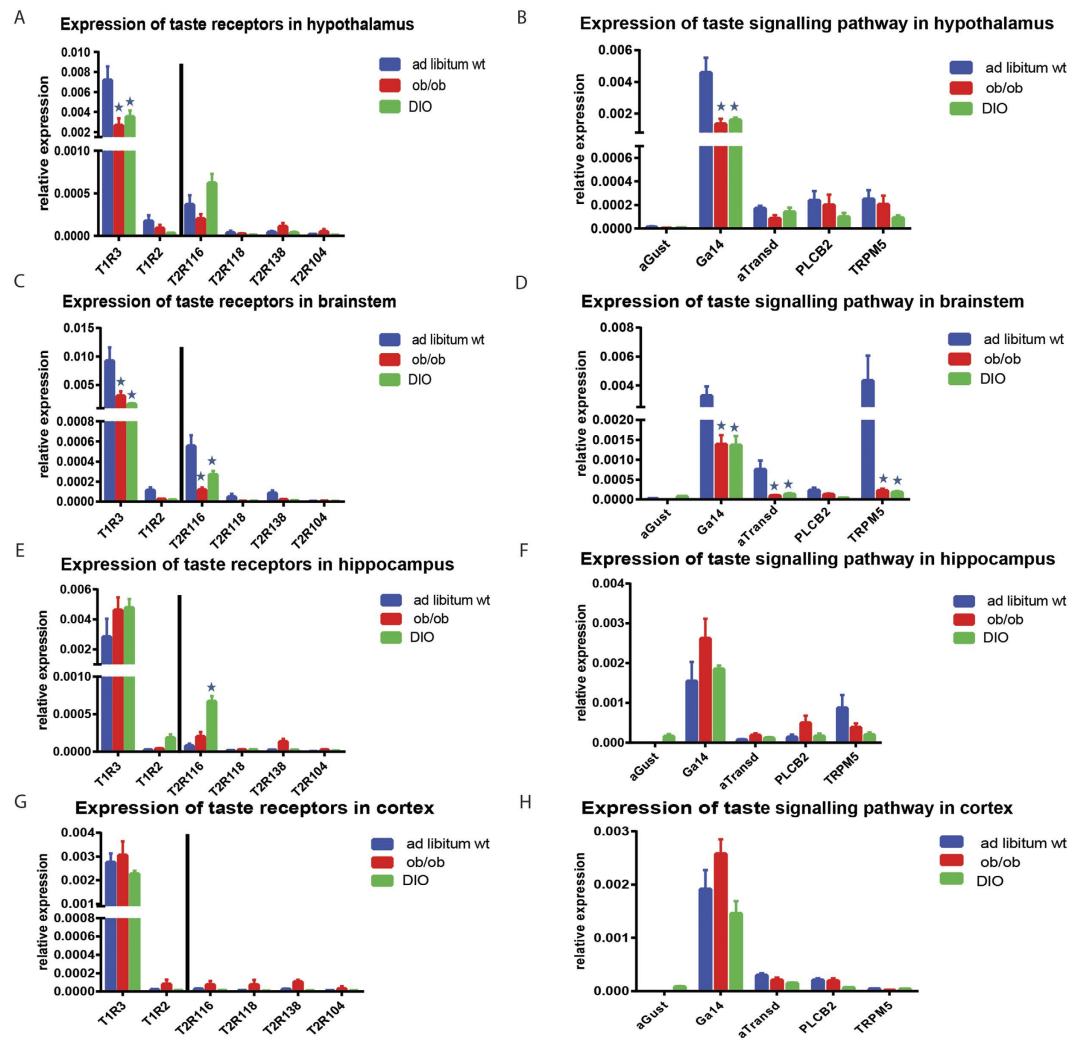 A
Expression of taste receptors in hypothalamus
relative expression
0.010
0.008
0.006
0.004
0.002
0.0010
0.0005
0.0000
T1R3
T1R2
T2R116
T2R118
T2R138
T2R104
ad libitum wt
ob/ob
DIO
B
Expression of taste signalling pathway in hypothalamus
relative expression
0.006
0.004
0.002
0.0006
0.0004
0.0002
0.0000
aGust
Ga14
aTransd
PLCB2
TRPM5
ad libitum wt
ob/ob
DIO
C
Expression of taste receptors in brainstem
relative expression
0.015
0.010
0.005
0.0008
0.0006
0.0004
0.0002
0.0000
T1R3
T1R2
T2R116
T2R118
T2R138
T2R104
ad libitum wt
ob/ob
DIO
D
Expression of taste signalling pathway in brainstem
relative expression
0.008
0.006
0.004
0.0020
0.0015
0.0010
0.0005
0.0000
aGust
Ga14
aTransd
PLCB2
TRPM5
ad libitum wt
ob/ob
DIO
E
Expression of taste receptors in hippocampus
relative expression
0.006
0.004
0.002
0.0010
0.0005
0.0000
T1R3
T1R2
T2R116
T2R118
T2R138
T2R104
ad libitum wt
ob/ob
DIO
F
Expression of taste signalling pathway in hippocampus
relative expression
0.004
0.003
0.002
0.001
0.000
aGust
Ga14
aTransd
PLCB2
TRPM5
ad libitum wt
ob/ob
DIO
G
Expression of taste receptors in cortex
relative expression
0.004
0.003
0.002
0.001
0.0008
0.0006
0.0004
0.0002
0.0000
T1R3
T1R2
T2R116
T2R118
T2R138
T2R104
ad libitum wt
ob/ob
DIO
H
Expression of taste signalling pathway in cortex
relative expression
0.003
0.002
0.001
0.000
aGust
Ga14
aTransd
PLCB2
TRPM5
ad libitum wt
ob/ob
DIO